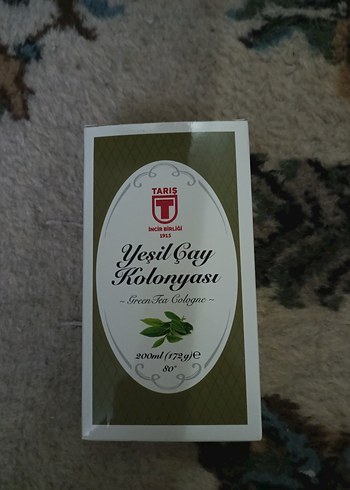 TARİŞ
T
İNCİR BİRLİĞİ
1915
Yeşil Çay
Kolonyası
~ Green Tea Cologne ~
200ml (172g)℮
80°